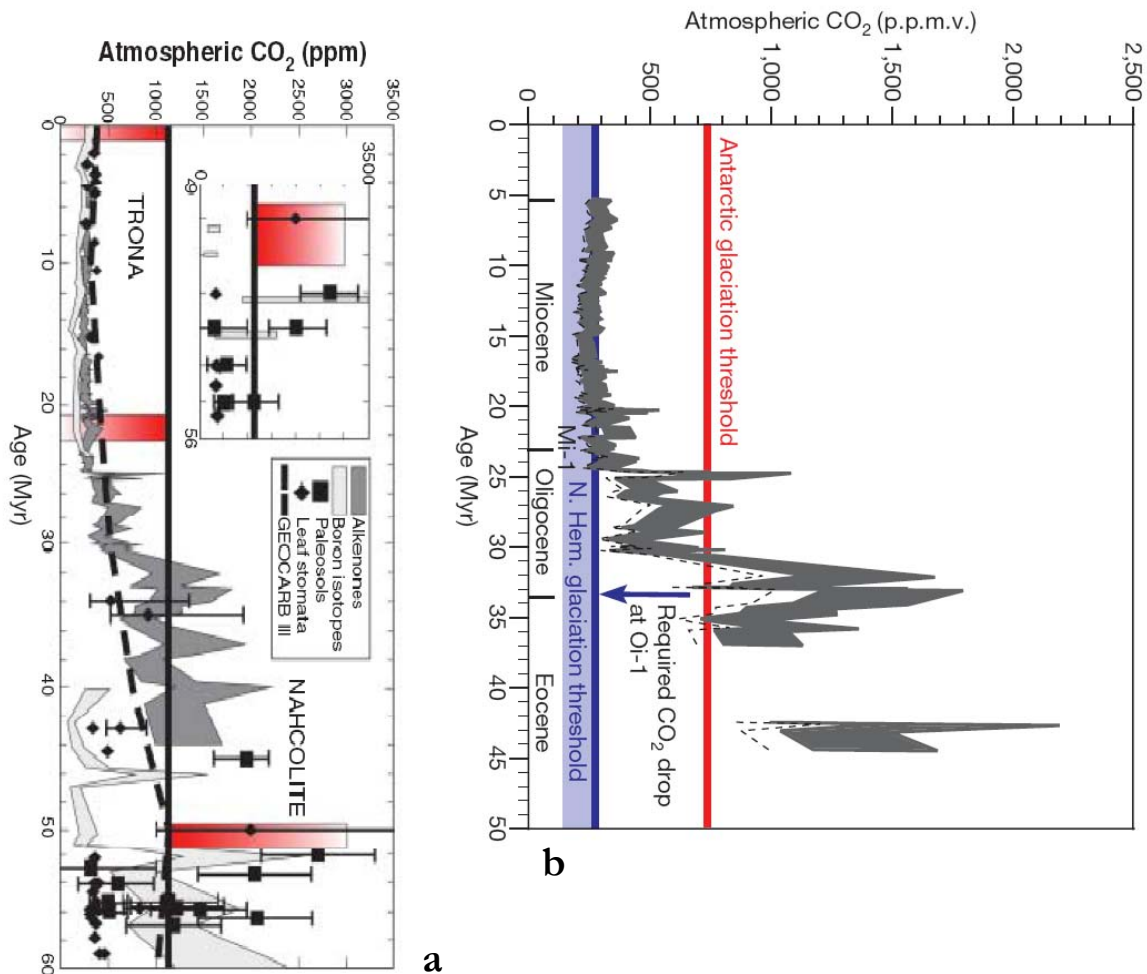 Atmospheric CO2 (ppm)
0
500
1000
1500
2000
2500
3000
3500
0
10
20
30
40
50
60
Age (Myr)
TRONA
NAHCOLITE
0
3500
49
56
Alkenones
Boron isotopes
Paleosols
Leaf stomata
GEOCARB III
a
Atmospheric CO2 (p.p.m.v.)
0
500
1,000
1,500
2,000
2,500
0
5
10
15
20
25
30
35
40
45
50
Age (Myr)
Miocene
Oligocene
Eocene
Mi-1
N. Hem. glaciation threshold
Antarctic glaciation threshold
Required CO2 drop
at Oi-1
b